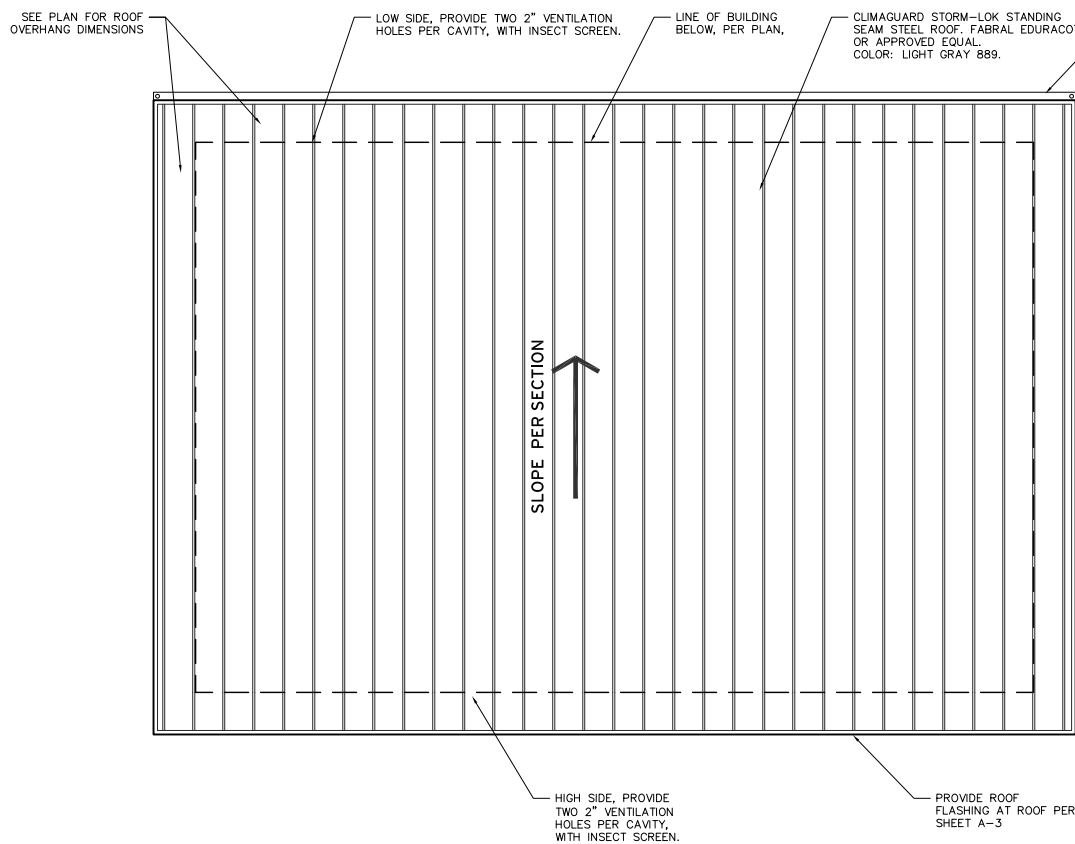 SEE PLAN FOR ROOF
OVERHANG DIMENSIONS
LOW SIDE, PROVIDE TWO 2" VENTILATION
HOLES PER CAVITY, WITH INSECT SCREEN.
LINE OF BUILDING
BELOW, PER PLAN,
CLIMAGUARD STORM-LOK STANDING
SEAM STEEL ROOF. FABRAL
OR APPROVED EQUAL.
COLOR: LIGHT GRAY 889.
SLOPE PER SECTION
HIGH SIDE, PROVIDE
TWO 2" VENTILATION
HOLES PER CAVITY,
WITH INSECT SCREEN.
PROVIDE ROOF
FLASHING AT ROOF PER
SHEET A-3